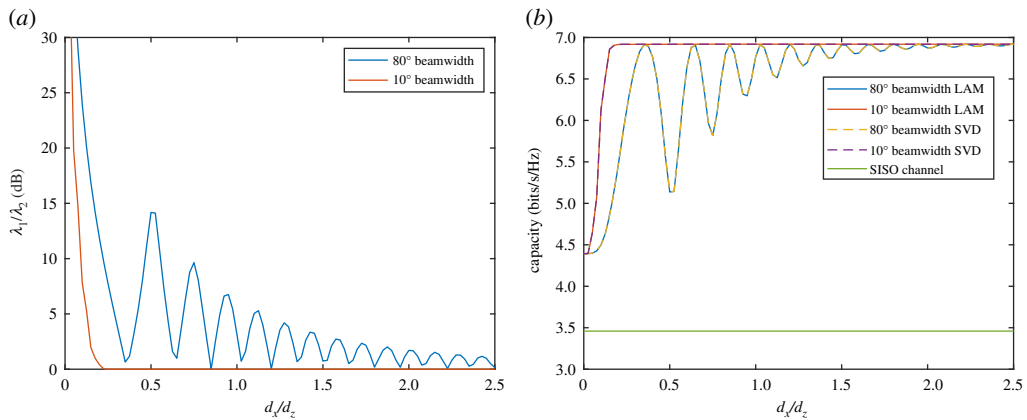 (a)
30
25
20
15
10
5
0
λ1/λ2 (dB)
80° beamwidth
10° beamwidth
0 0.5 1.0 1.5 2.0 2.5
dx/dz
(b)
7.0
6.5
6.0
5.5
5.0
4.5
4.0
3.5
3.0
capacity (bits/s/Hz)
80° beamwidth LAM
10° beamwidth LAM
80° beamwidth SVD
10° beamwidth SVD
SISO channel
0 0.5 1.0 1.5 2.0 2.5
dx/dz